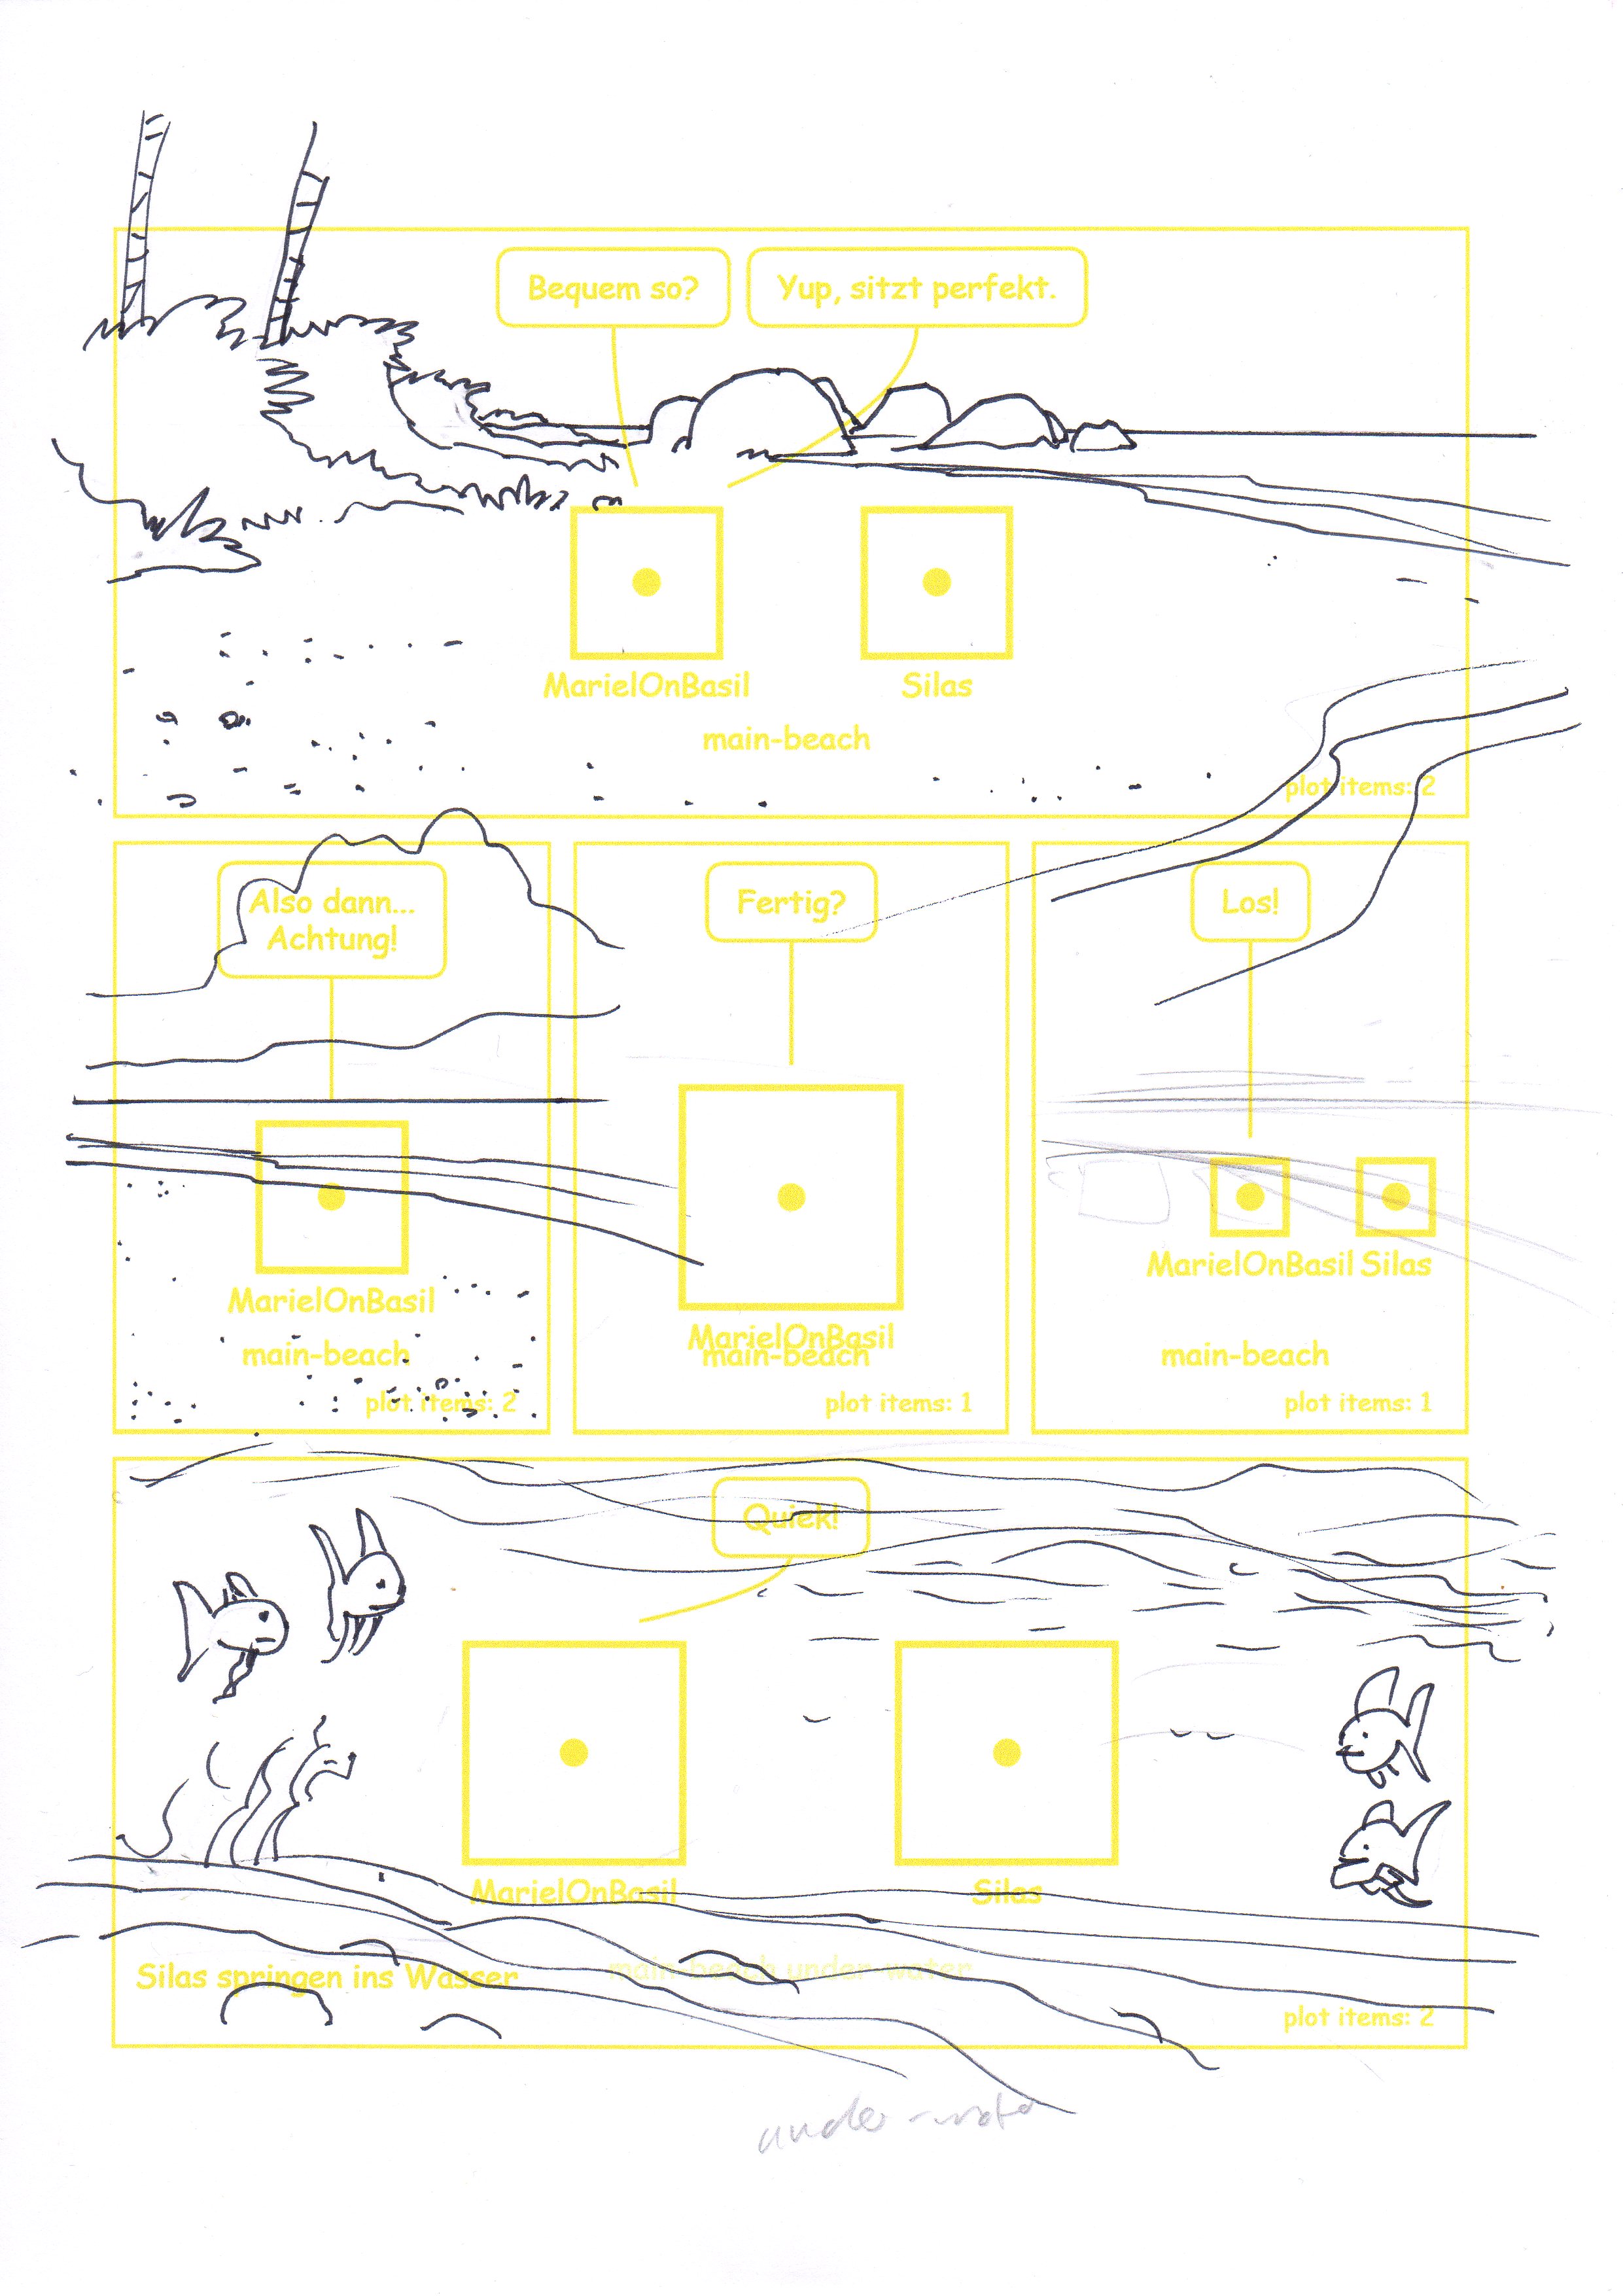 Bequem so?
Yup, sitzt perfekt.
MarielOnBasil
Silas
main-beach
plot items: 2
Also dann...
Achtung!
MarielOnBasil
main-beach
plot items: 2
Fertig?
MarielOnBasil
main-beach
plot items: 1
Los!
MarielOnBasil
Silas
main-beach
plot items: 1
Quiek!
MarielOnBasil
Silas
Silas springen ins Wasser
main-beach under-water
plot items: 2